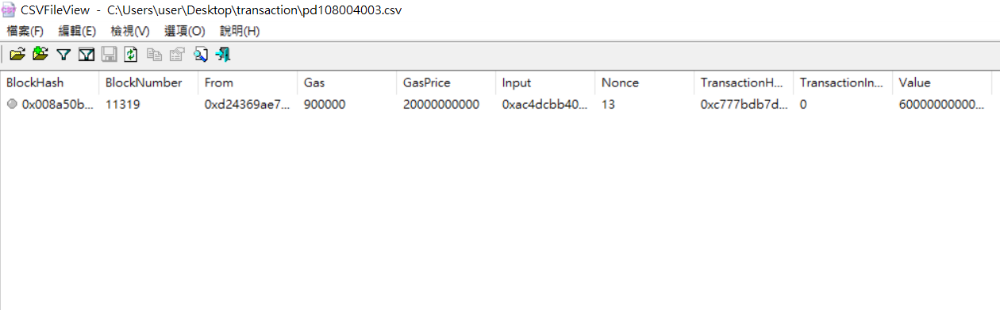 CSVFileView - C:\Users\user\Desktop\transaction\pd108004003.csv
檔案(F) 編輯(E) 檢視(V) 選項(O) 說明(H)
BlockHash BlockNumber From Gas GasPrice Input Nonce TransactionH... TransactionIn... Value
0x008a50b... 11319 0xd24369ae7... 900000 20000000000 0xac4dcbb40... 13 0xc777bdb7d... 0 60000000000...